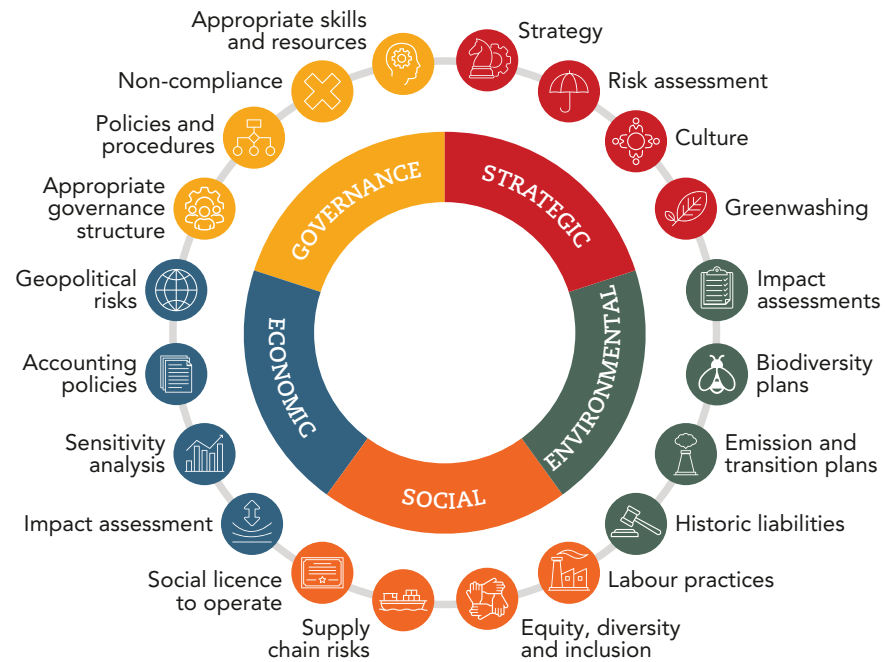 Strategy
Risk assessment
Culture
Greenwashing
Impact
assessments
Biodiversity
plans
Emission and
transition plans
Historic liabilities
Labour practices
Equity, diversity
and inclusion
Supply
chain risks
Social licence
to operate
Impact assessment
Sensitivity
analysis
Accounting
policies
Geopolitical
risks
Appropriate
governance
structure
Policies and
procedures
Non-compliance
Appropriate skills
and resources
GOVERNANCE
STRATEGIC
ENVIRONMENTAL
SOCIAL
ECONOMIC